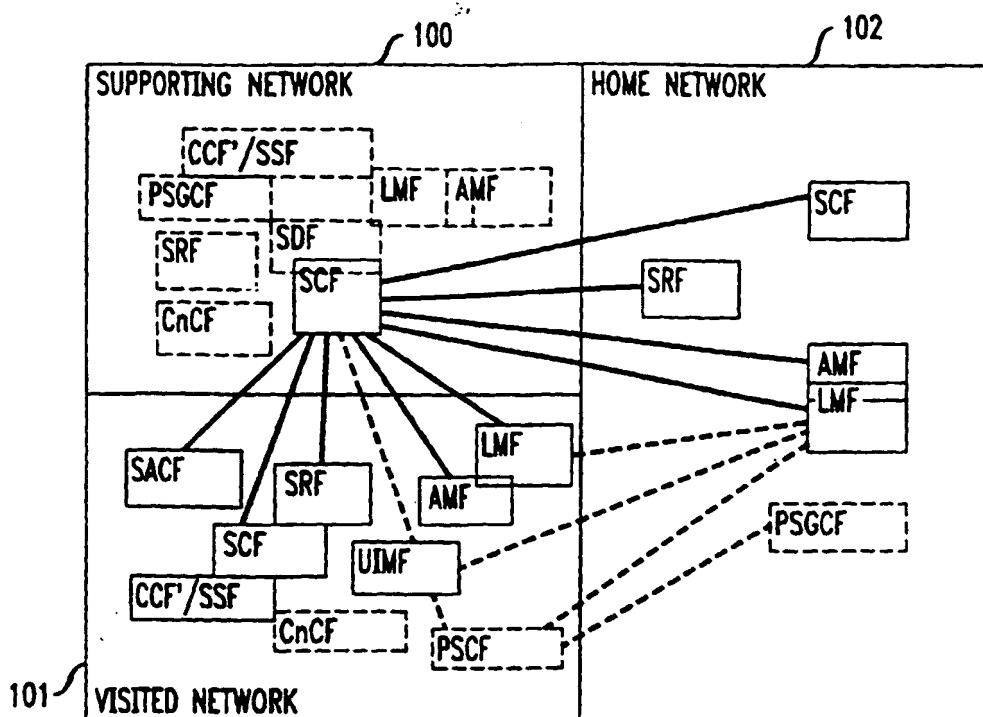 100
102
SUPPORTING NETWORK
HOME NETWORK
CCF'/SSF
PSGCF
LMF
AMF
SCF
SRF
SDF
SCF
SRF
CnCF
AMF
LMF
LMF
SACF
SRF
AMF
PSGCF
SCF
UIMF
CCF'/SSF
CnCF
PSCF
101
VISITED NETWORK